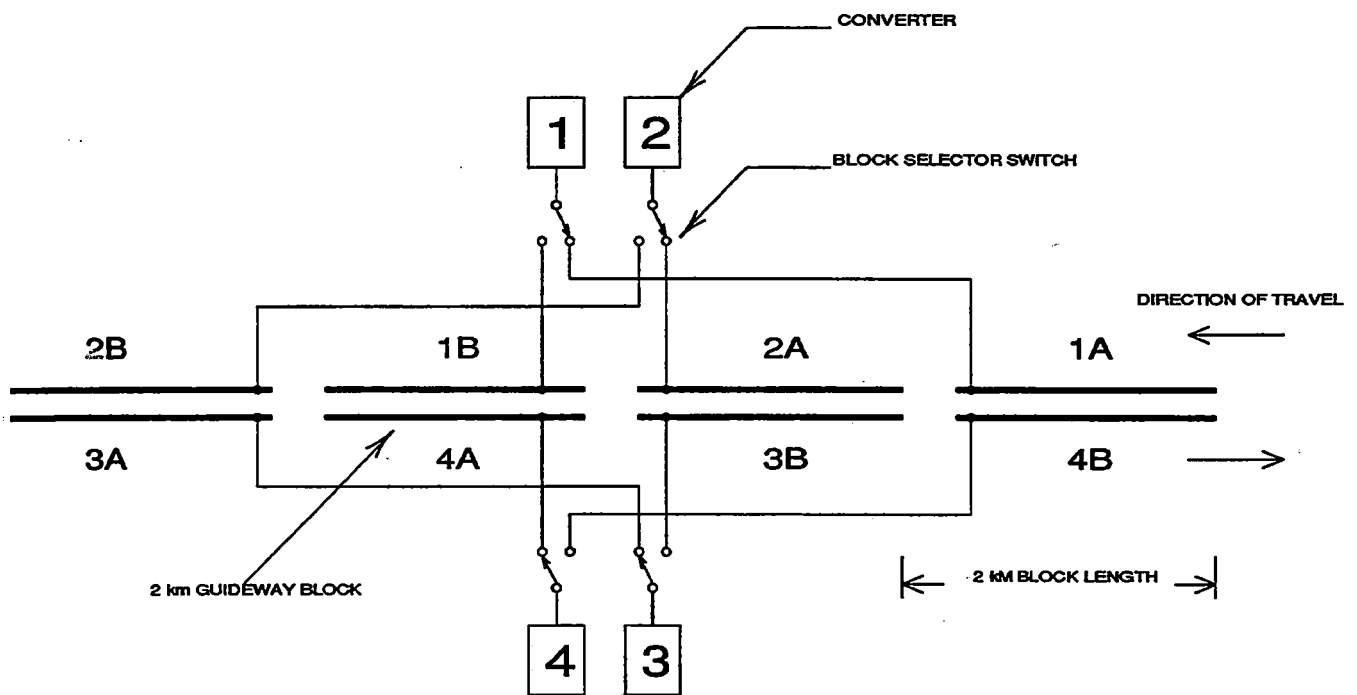 CONVERTER
1 2
BLOCK SELECTOR SWITCH
DIRECTION OF TRAVEL
2B 1B 2A 1A
3A 4A 3B 4B
2 km GUIDEWAY BLOCK
2 kM BLOCK LENGTH
4 3